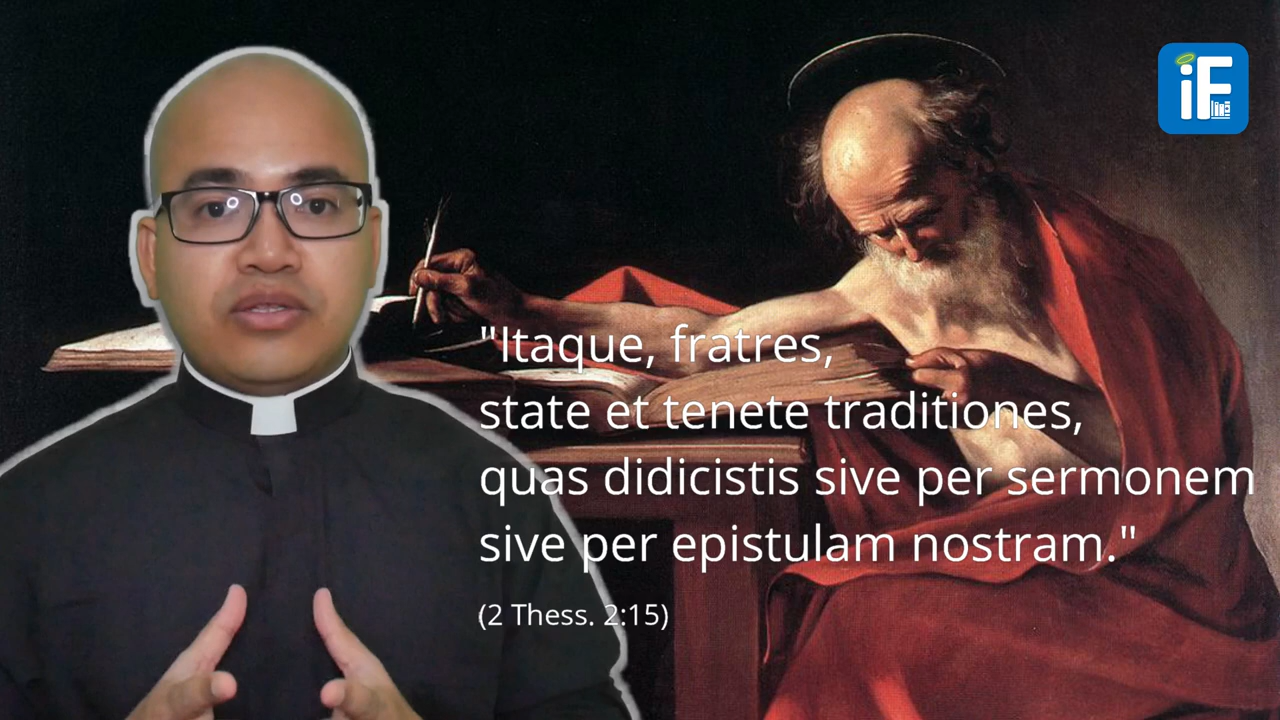 "Itaque, fratres,
state et tenete traditiones,
quas didicistis sive per sermonem
sive per epistulam nostram."
(2 Thess. 2:15)
iF